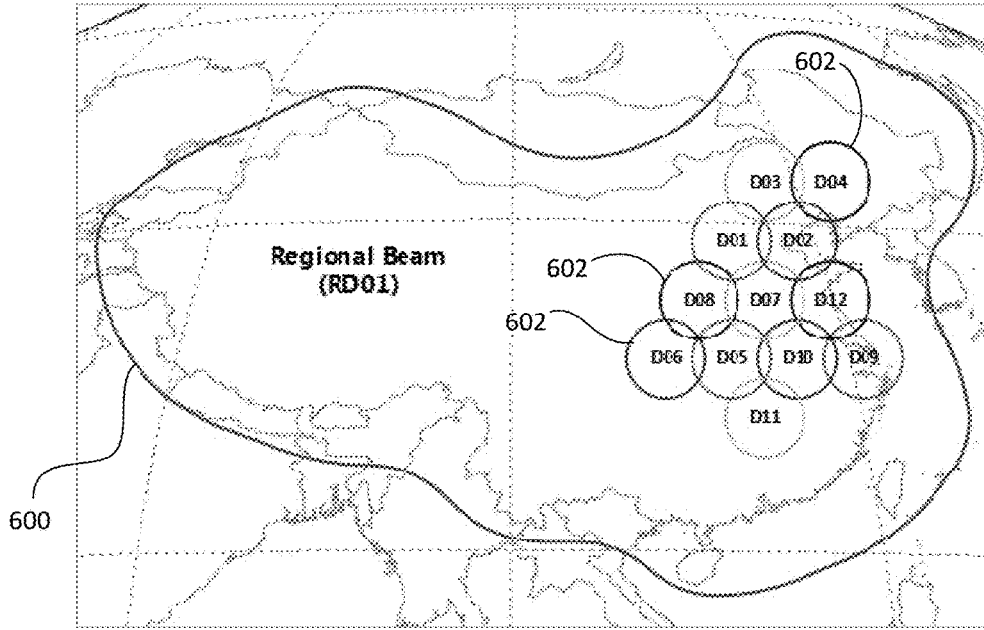 602
D03 D04
D01 D02
Regional Beam
(RD01)
602
D08 D07 D12
602
D06 D05 D10 D09
D11
600